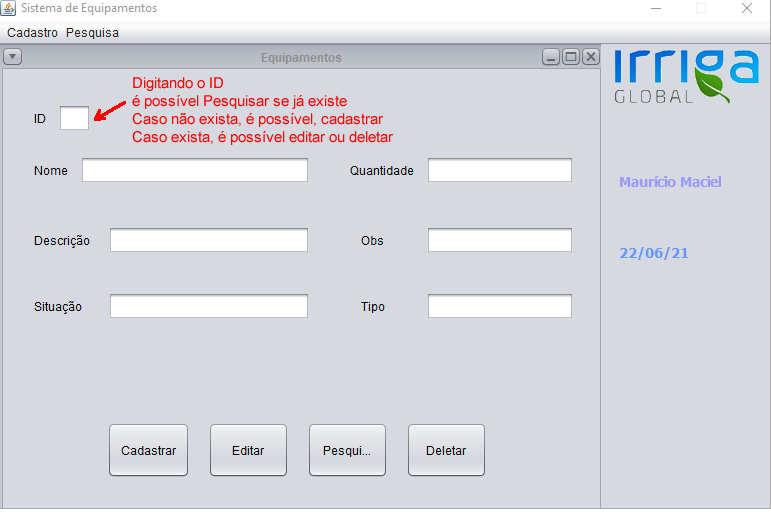 Sistema de Equipamentos
Cadastro Pesquisa
Equipamentos
irriga
GLOBAL
Digitando o ID
é possível Pesquisar se já existe
Caso não exista, é possível, cadastrar
Caso exista, é possível editar ou deletar
ID
Nome
Quantidade
Maurício Maciel
Descrição
Obs
22/06/21
Situação
Tipo
Cadastrar
Editar
Pesqui...
Deletar